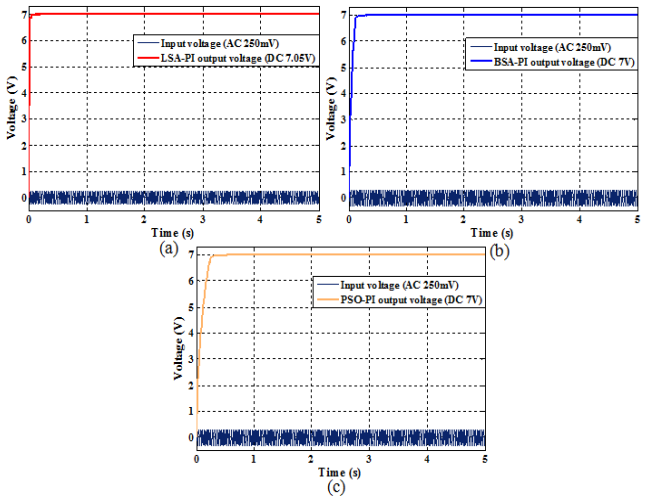 7
6
5
4
3
2
1
0
Voltage (V)
Input voltage (AC 250mV)
LSA-PI output voltage (DC 7.05V)
0 1 2 3 4 5
Time (s)
(a)
7
6
5
4
3
2
1
0
Voltage (V)
Input voltage (AC 250mV)
BSA-PI output voltage (DC 7V)
0 1 2 3 4 5
Time (s)
(b)
7
6
5
4
3
2
1
0
Voltage (V)
Input voltage (AC 250mV)
PSO-PI output voltage (DC 7V)
0 1 2 3 4 5
Time (s)
(c)